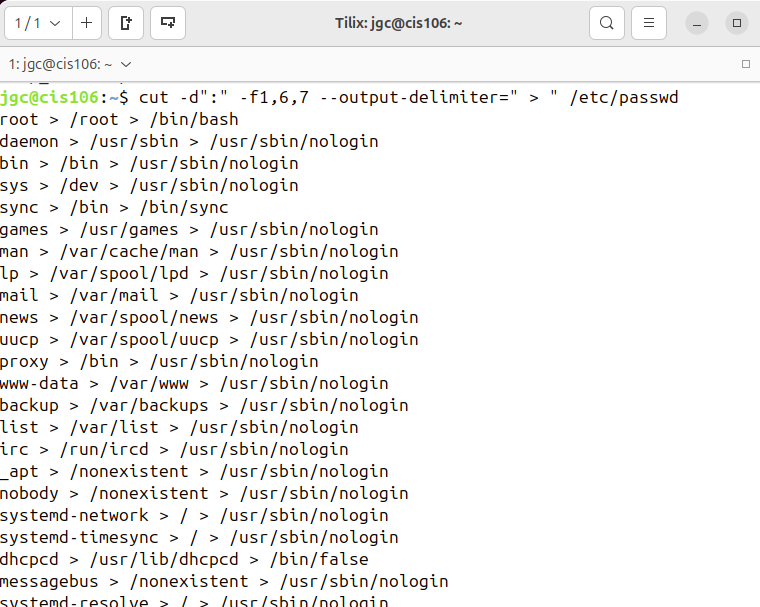 1 / 1
Tilix: jgc@cis106: ~
1: jgc@cis106: ~
jgc@cis106:~$ cut -d":" -f1,6,7 --output-delimiter=" > " /etc/passwd
root > /root > /bin/bash
daemon > /usr/sbin > /usr/sbin/nologin
bin > /bin > /usr/sbin/nologin
sys > /dev > /usr/sbin/nologin
sync > /bin > /bin/sync
games > /usr/games > /usr/sbin/nologin
man > /var/cache/man > /usr/sbin/nologin
lp > /var/spool/lpd > /usr/sbin/nologin
mail > /var/mail > /usr/sbin/nologin
news > /var/spool/news > /usr/sbin/nologin
uucp > /var/spool/uucp > /usr/sbin/nologin
proxy > /bin > /usr/sbin/nologin
www-data > /var/www > /usr/sbin/nologin
backup > /var/backups > /usr/sbin/nologin
list > /var/list > /usr/sbin/nologin
irc > /run/ircd > /usr/sbin/nologin
_apt > /nonexistent > /usr/sbin/nologin
nobody > /nonexistent > /usr/sbin/nologin
systemd-network > / > /usr/sbin/nologin
systemd-timesync > / > /usr/sbin/nologin
dhcpcd > /usr/lib/dhcpcd > /bin/false
messagebus > /nonexistent > /usr/sbin/nologin
systemd-resolve > / > /usr/sbin/nologin